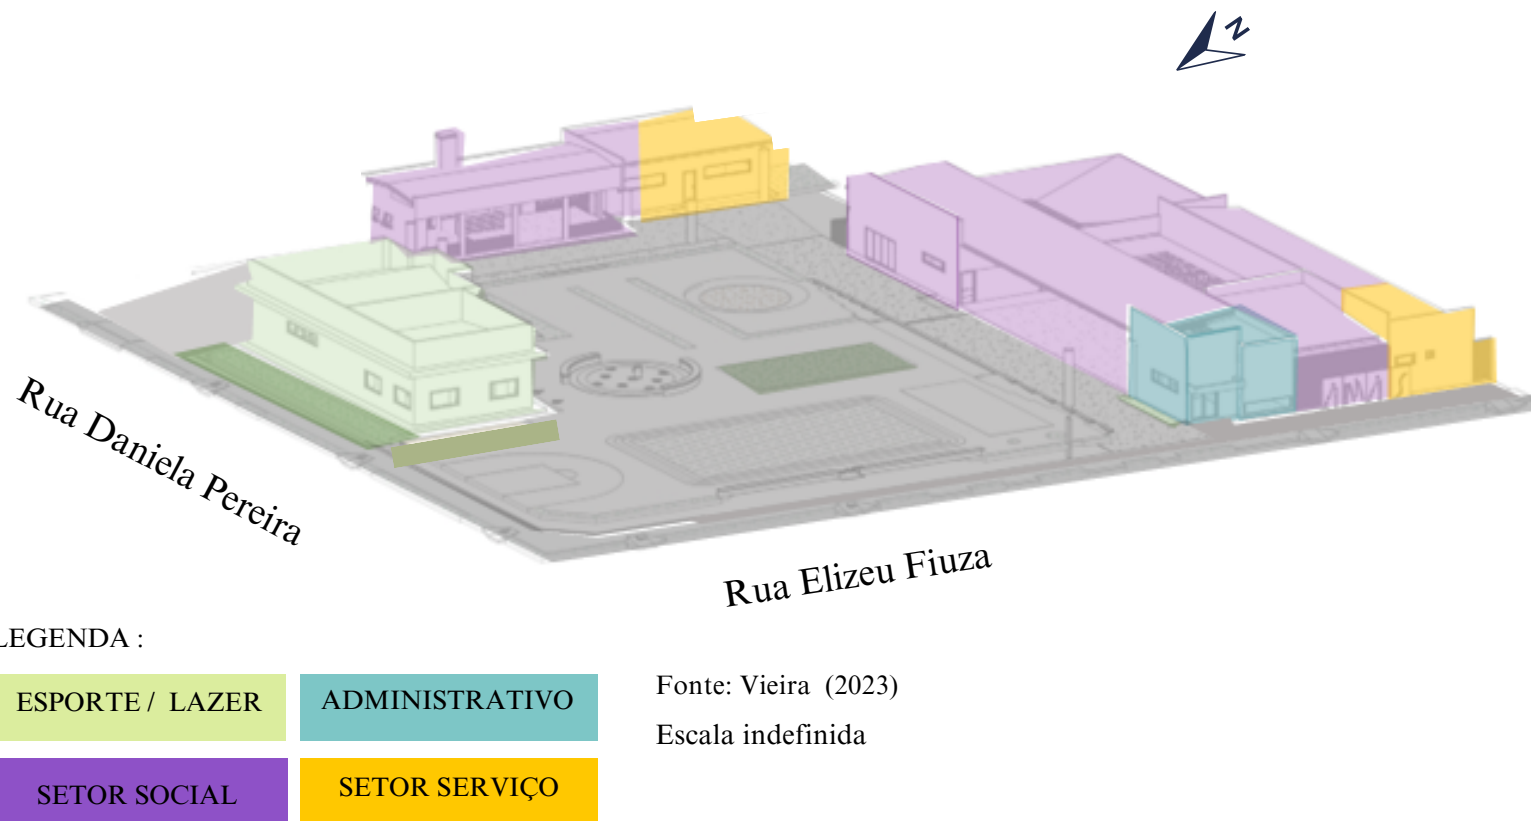 N
Rua Daniela Pereira
Rua Elizeu Fiuza
LEGENDA :
ESPORTE / LAZER
ADMINISTRATIVO
SETOR SOCIAL
SETOR SERVIÇO
Fonte: Vieira (2023)
Escala indefinida